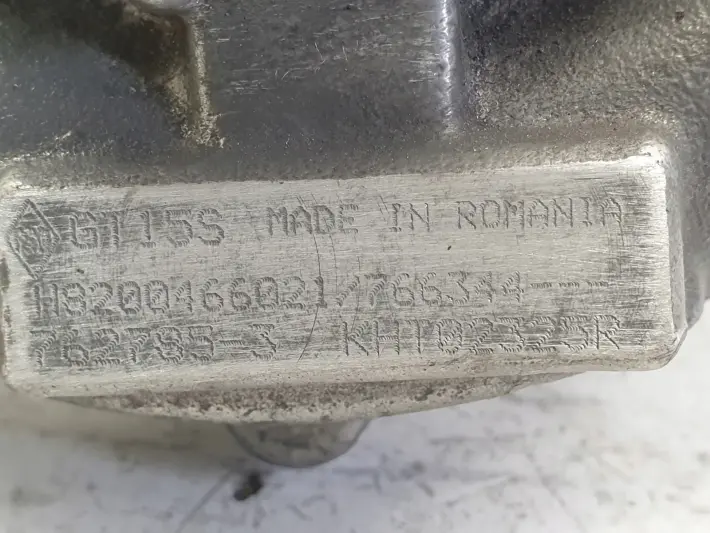 GT15S MADE IN ROMANIA
H8200466021/766344---
762785-3 KHT02325R